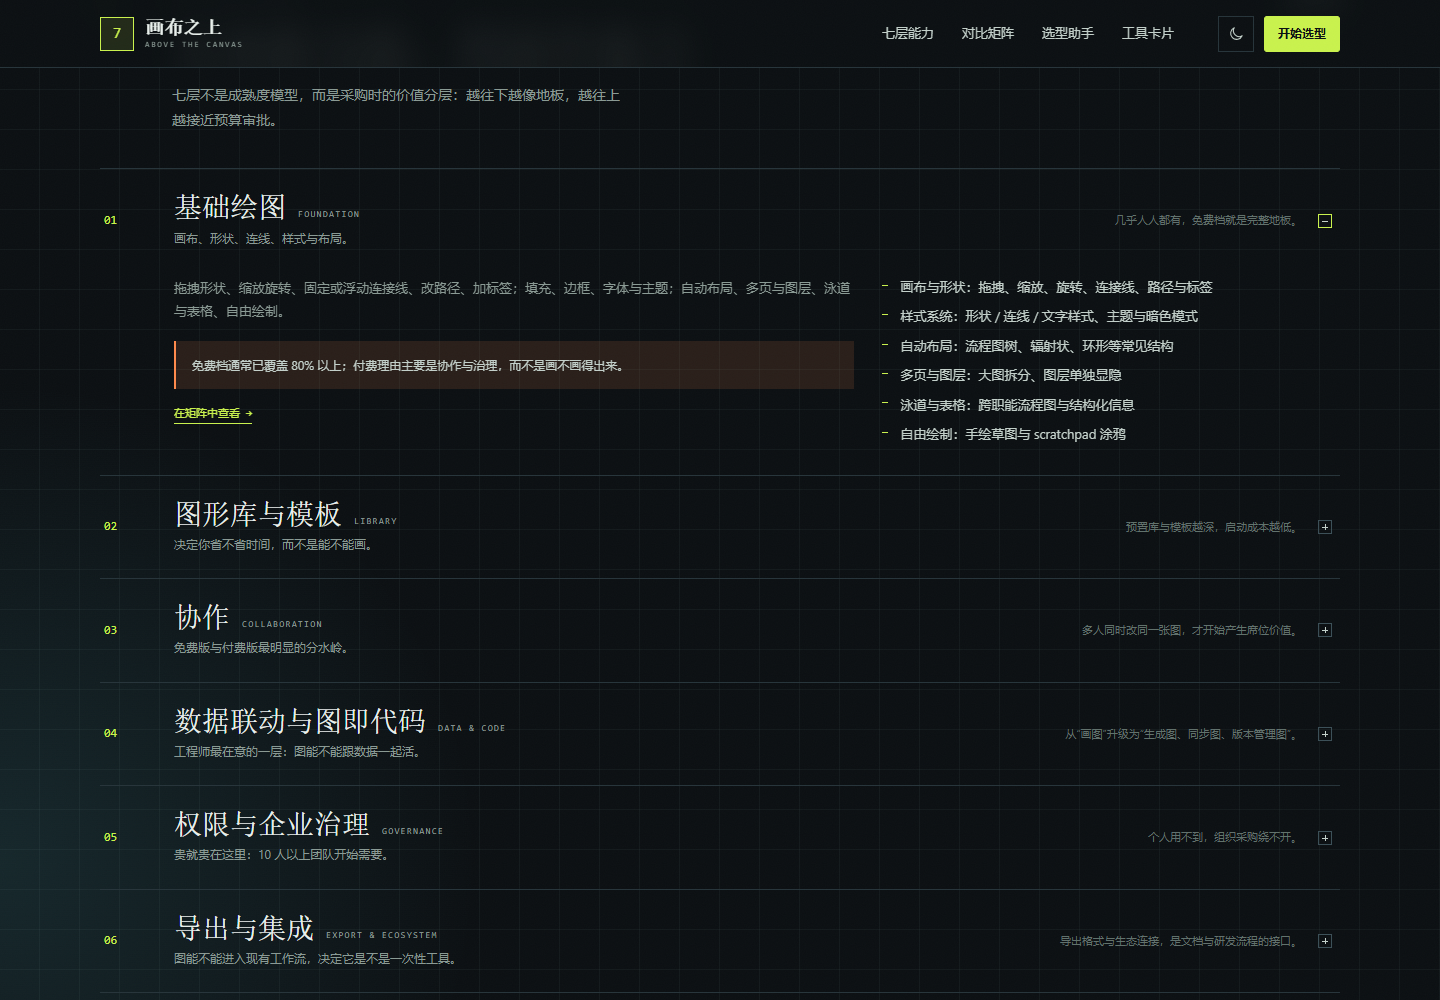 7
画布之上
ABOVE THE CANVAS
七层能力
对比矩阵
选型助手
工具卡片
开始选型
七层不是成熟度模型，而是采购时的价值分层：越往下越像地板，越往上
越接近预算审批。
01
基础绘图 FOUNDATION
画布、形状、连线、样式与布局。
几乎人人都有，免费档就是完整地板。
拖拽形状、缩放旋转、固定或浮动连接线、改路径、加标签；填充、边框、字体与主题；自动布局、多页与图层、泳道
与表格、自由绘制。
免费档通常已覆盖 80% 以上；付费理由主要是协作与治理，而不是画不画得出来。
在矩阵中查看 →
画布与形状：拖拽、缩放、旋转、连接线、路径与标签
样式系统：形状 / 连线 / 文字样式、主题与暗色模式
自动布局：流程图树、辐射状、环形等常见结构
多页与图层：大图拆分、图层单独显隐
泳道与表格：跨职能流程图与结构化信息
自由绘制：手绘草图与 scratchpad 涂鸦
02
图形库与模板 LIBRARY
决定你省不省时间，而不是能不能画。
预置库与模板越深，启动成本越低。
03
协作 COLLABORATION
免费版与付费版最明显的分水岭。
多人同时改同一张图，才开始产生席位价值。
04
数据联动与图即代码 DATA & CODE
工程师最在意的一层：图能不能跟数据一起活。
从“画图”升级为“生成图、同步图、版本管理图”。
05
权限与企业治理 GOVERNANCE
贵就贵在这里：10 人以上团队开始需要。
个人用不到，组织采购绕不开。
06
导出与集成 EXPORT & ECOSYSTEM
图能不能进入现有工作流，决定它是不是一次性工具。
导出格式与生态连接，是文档与研发流程的接口。